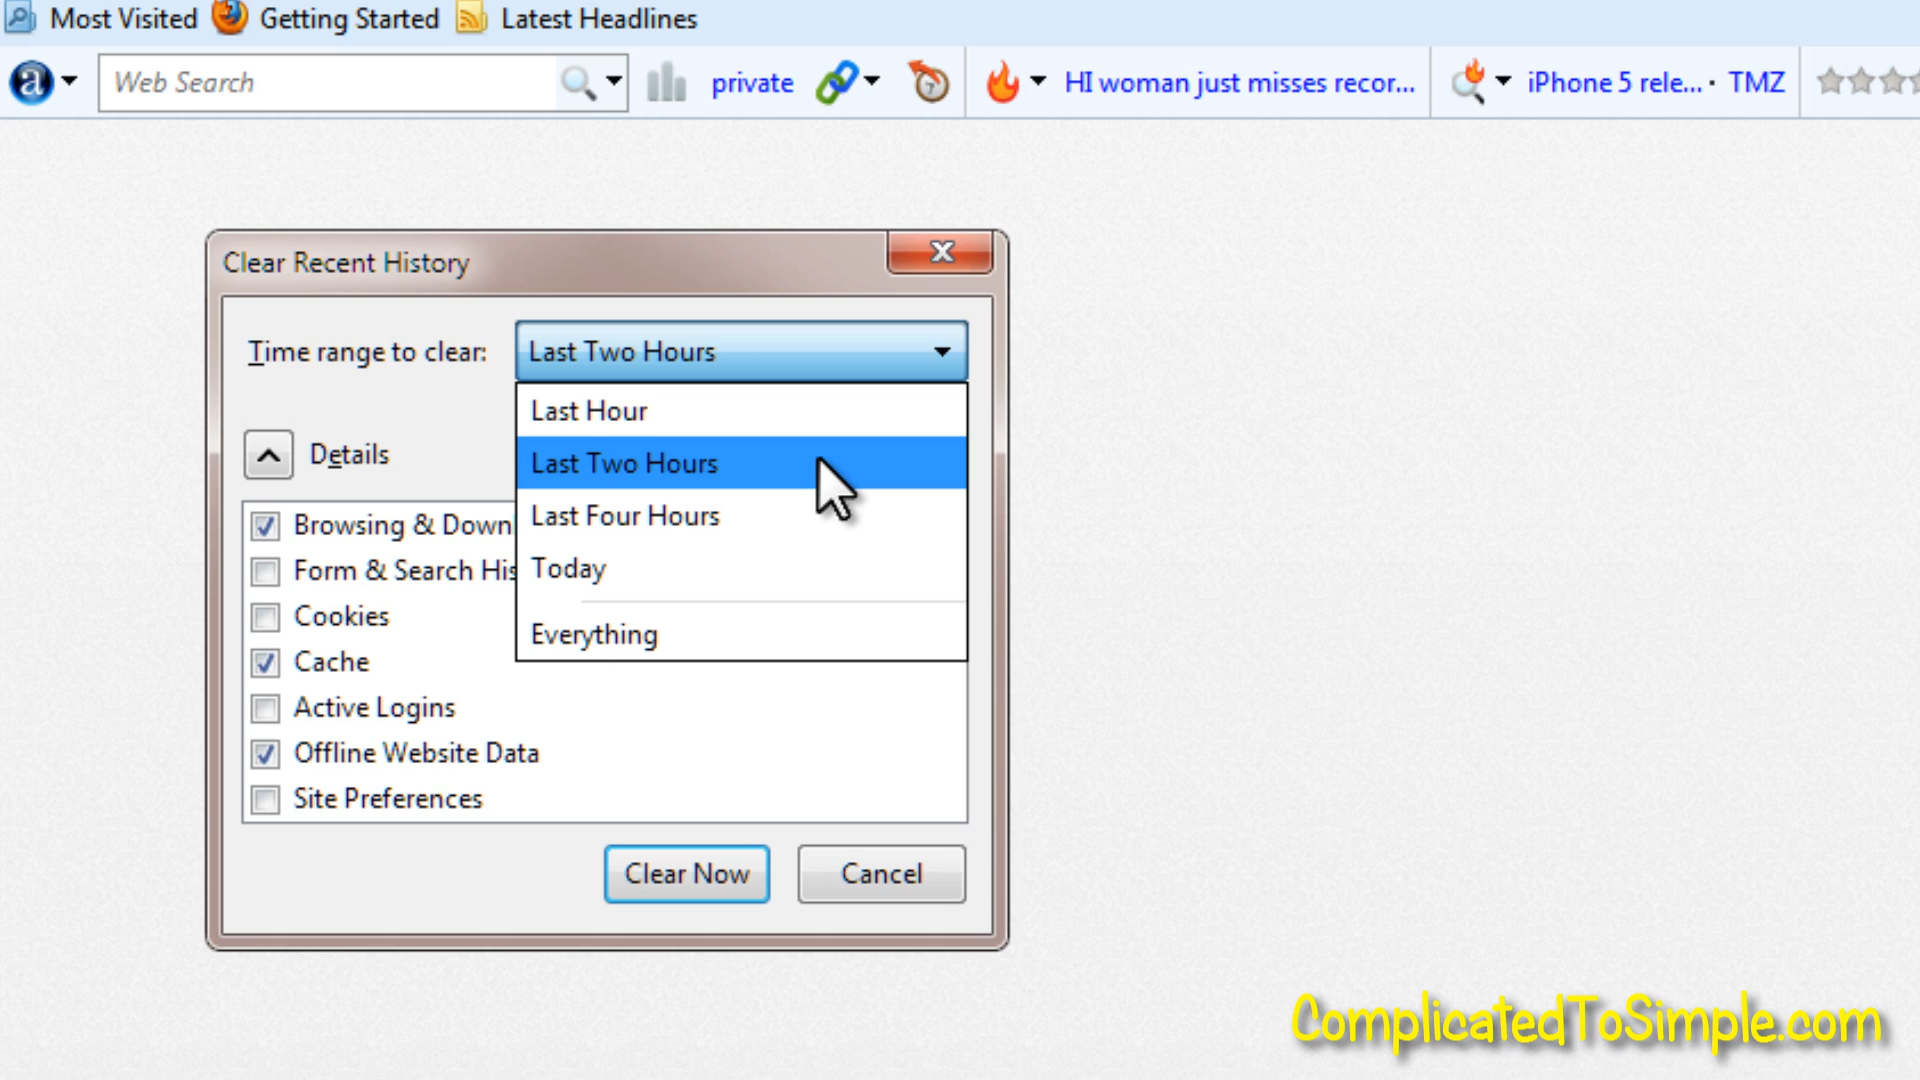 Most Visited Getting Started Latest Headlines
a Web Search private ? HI woman just misses recor... iPhone 5 rele... · TMZ
Clear Recent History
Time range to clear: Last Two Hours
Last Hour
Details
Last Two Hours
Last Four Hours
Browsing & Down
Form & Search His
Today
Cookies
Everything
Cache
Active Logins
Offline Website Data
Site Preferences
Clear Now Cancel
ComplicatedToSimple.com